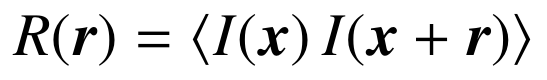 R(r) = ⟨I(x) I(x + r)⟩